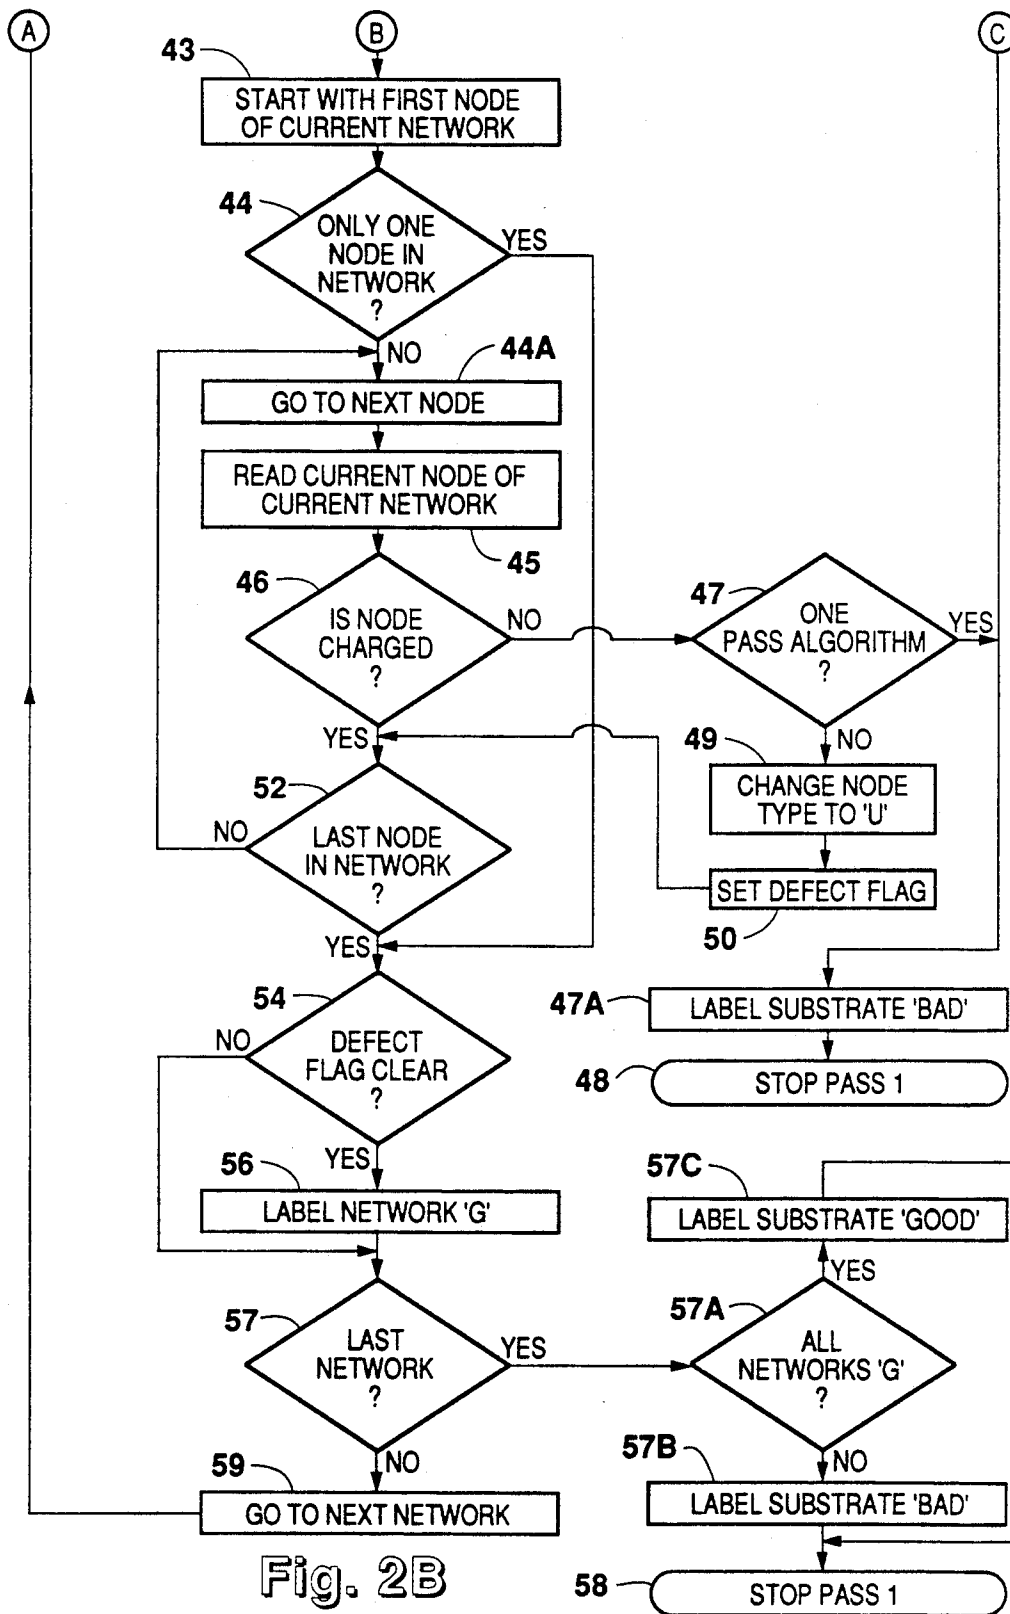 A
B
C
43
START WITH FIRST NODE
OF CURRENT NETWORK
44
ONLY ONE
NODE IN
NETWORK
?
YES
NO
44A
GO TO NEXT NODE
READ CURRENT NODE OF
CURRENT NETWORK
45
46
IS NODE
CHARGED
?
NO
YES
47
ONE
PASS ALGORITHM
?
YES
NO
49
CHANGE NODE
TYPE TO 'U'
SET DEFECT FLAG
50
52
LAST NODE
IN NETWORK
?
NO
YES
47A
LABEL SUBSTRATE 'BAD'
48
STOP PASS 1
54
DEFECT
FLAG CLEAR
?
NO
YES
56
LABEL NETWORK 'G'
57C
LABEL SUBSTRATE 'GOOD'
YES
57
LAST
NETWORK
?
YES
NO
57A
ALL
NETWORKS 'G'
?
NO
57B
LABEL SUBSTRATE 'BAD'
59
GO TO NEXT NETWORK
58
STOP PASS 1
Fig. 2B